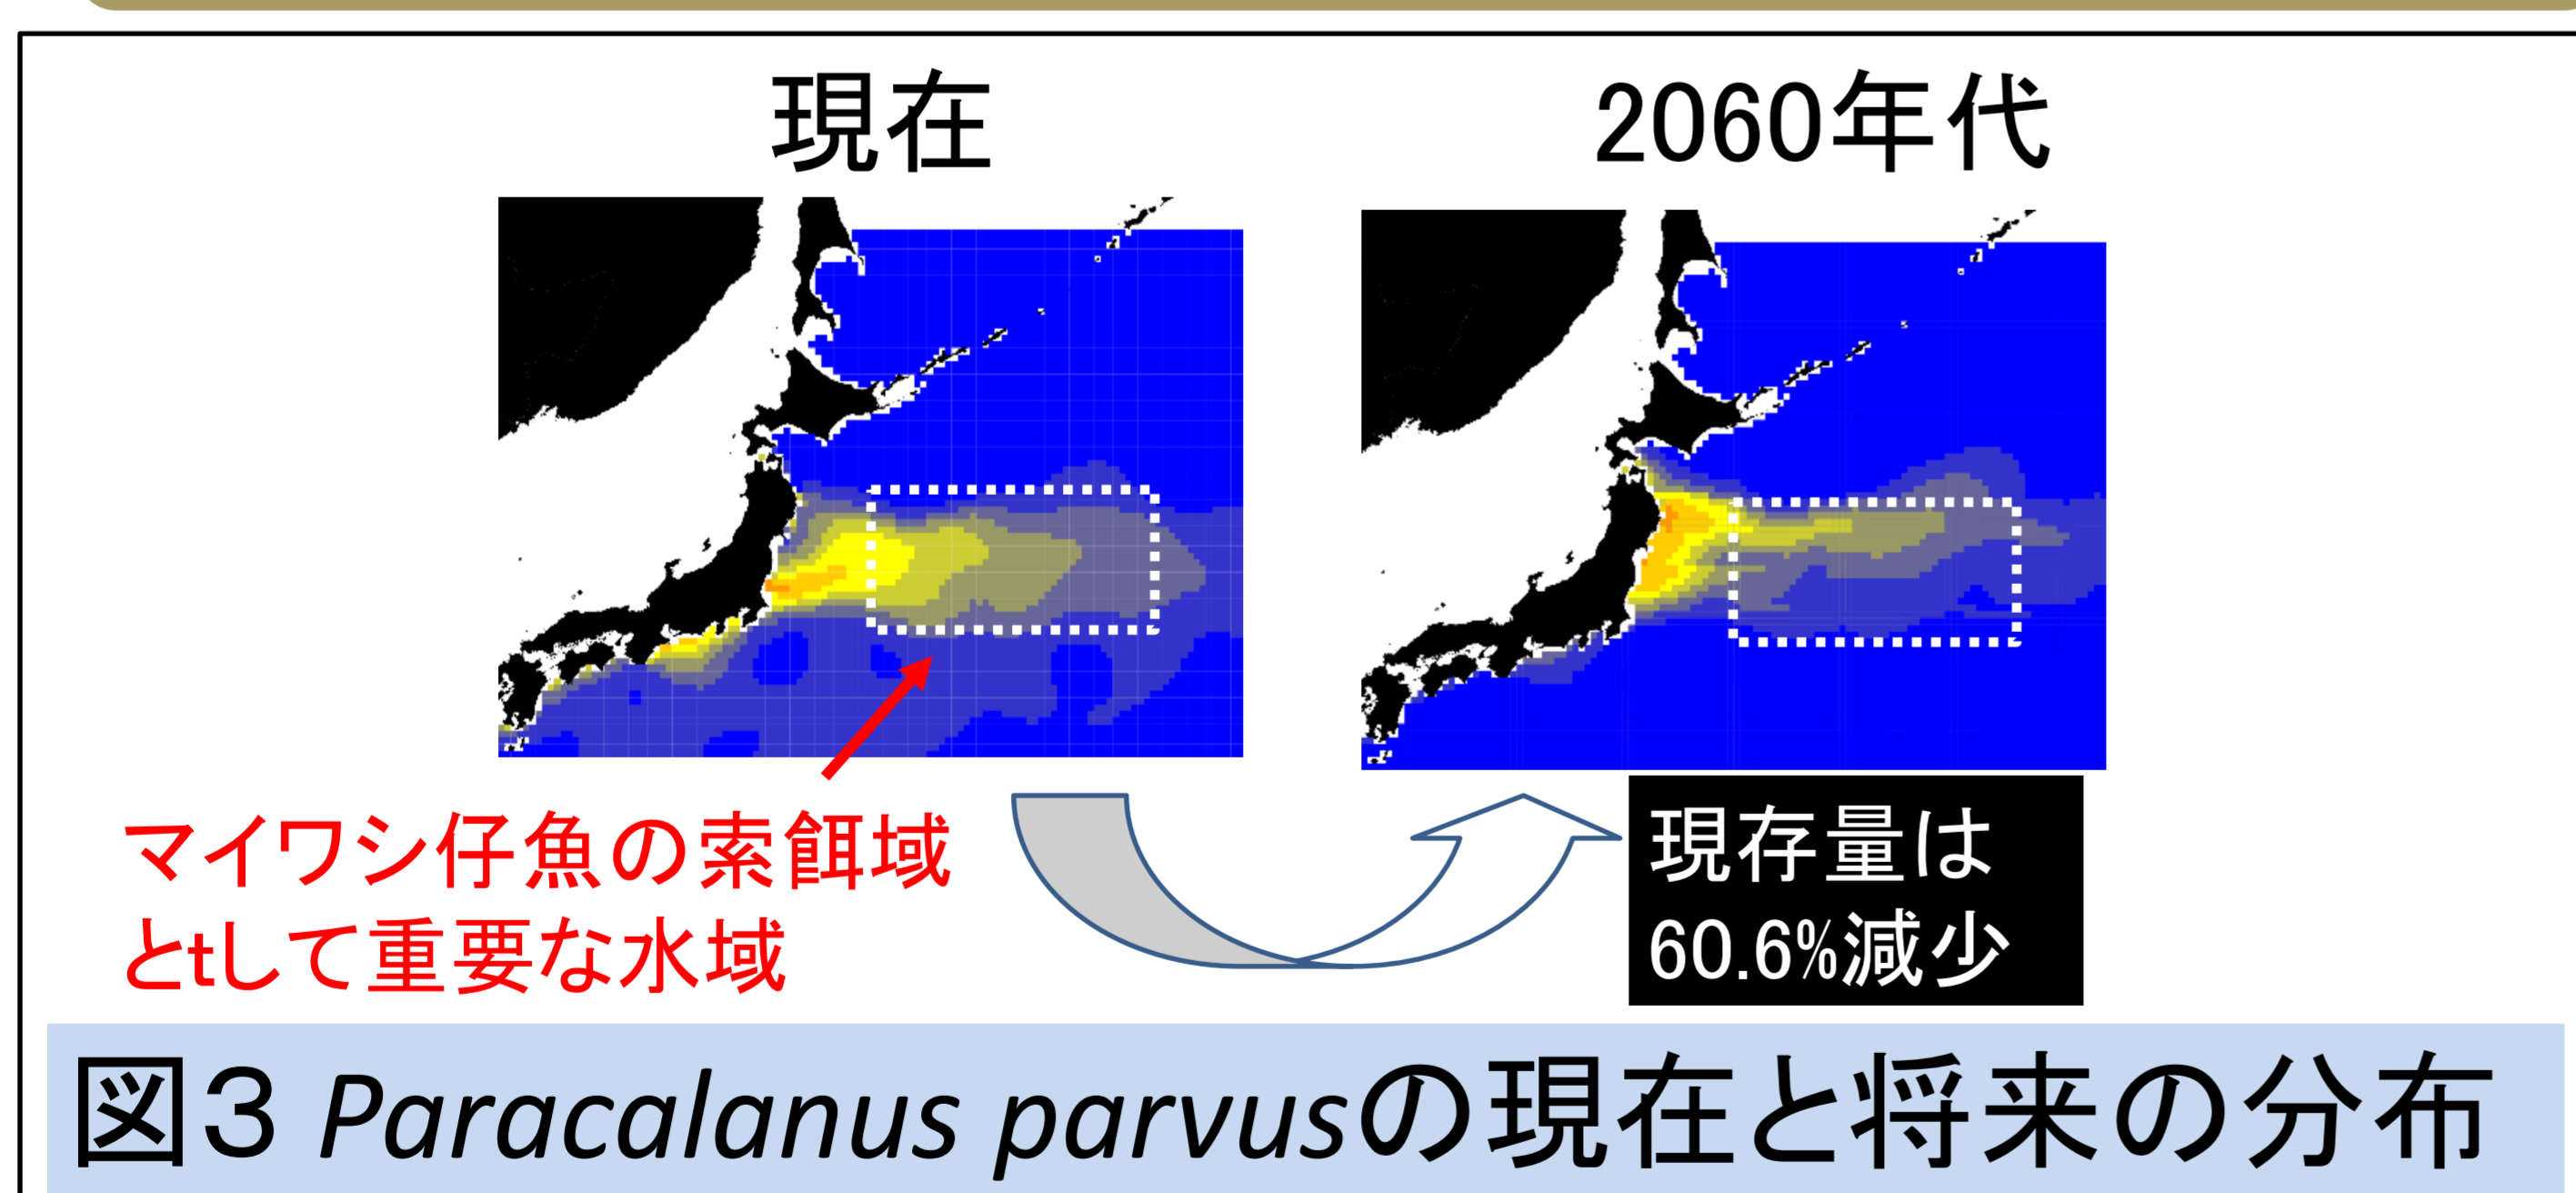 現在
2060年代
マイワシ仔魚の索餌域
とtして重要な水域
現存量は
60.6%減少
図３ Paracalanus parvusの現在と将来の分布